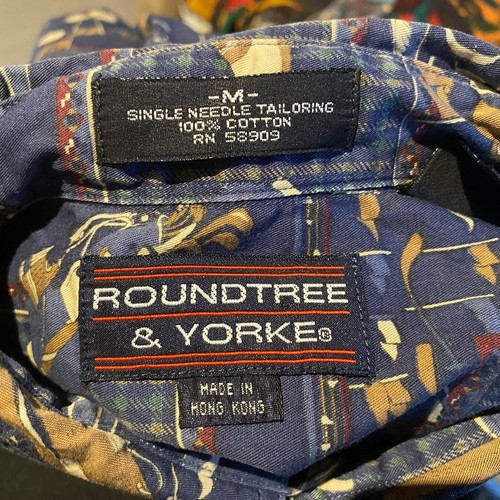 -M-
SINGLE NEEDLE TAILORING
100% COTTON
RN 58909
ROUNDTREE
& YORKE®
MADE IN
HONG KONG